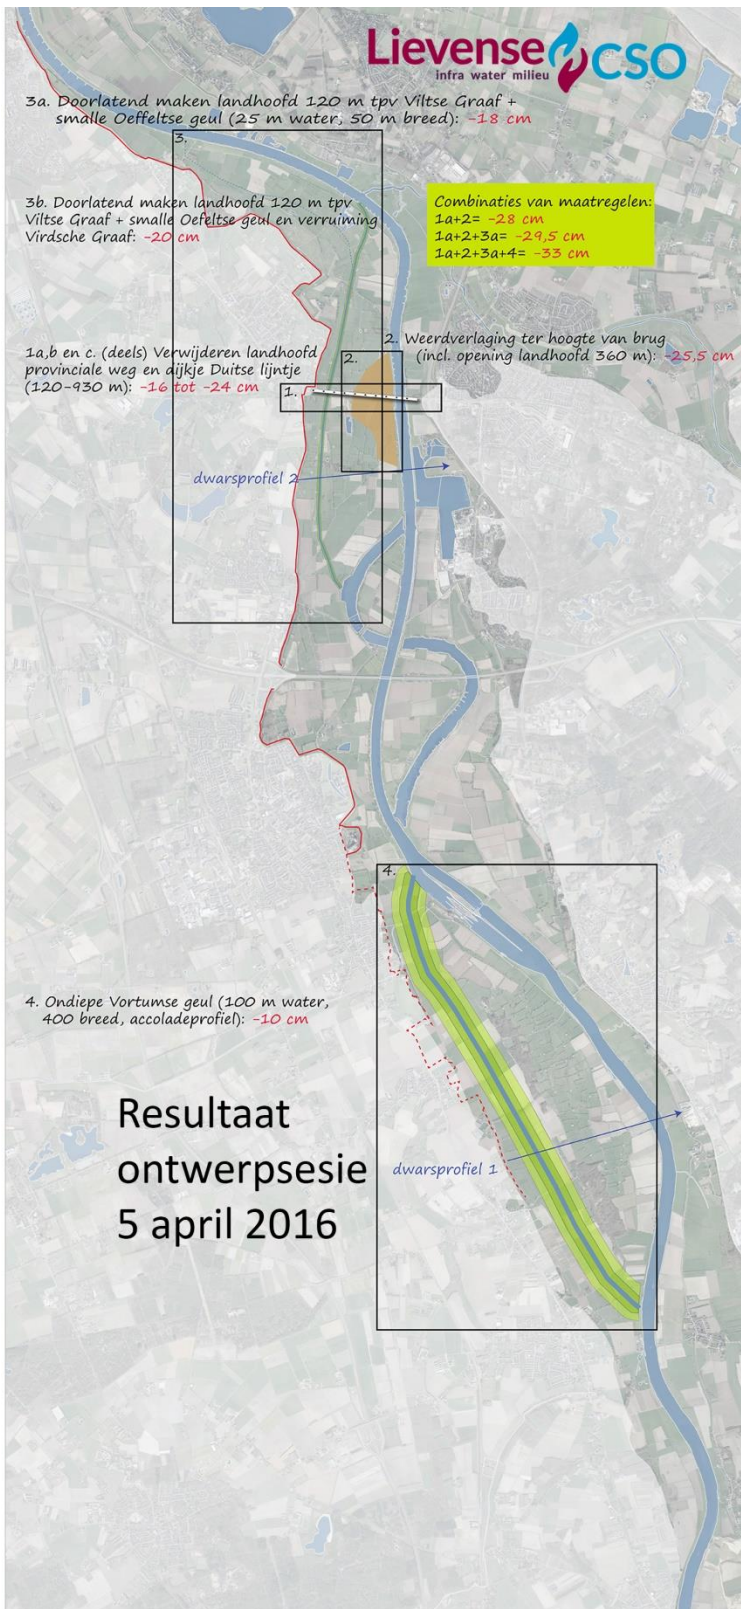 Lievense CSO
infra water milieu
3a. Doorlatend maken landhoofd 120 m tpv Viltse Graaf +
smalle Oeffeltse geul (25 m water, 50 m breed): -18 cm
3.
3b. Doorlatend maken landhoofd 120 m tpv
Viltse Graaf + smalle Oefeltse geul en verruiming
Virdsche Graaf: -20 cm
Combinaties van maatregelen:
1a+2= -28 cm
1a+2+3a= -29,5 cm
1a+2+3a+4= -33 cm
2. Weerdverlaging ter hoogte van brug
(incl. opening landhoofd 360 m): -25,5 cm
1a,b en c. (deels) Verwijderen landhoofd
provinciale weg en dijkje Duitse lijntje
(120-930 m): -16 tot -24 cm
2.
1.
dwarsprofiel 2
4.
4. Ondiepe Vortumse geul (100 m water,
400 breed, accoladeprofiel): -10 cm
Resultaat
ontwerpsesie
5 april 2016
dwarsprofiel 1